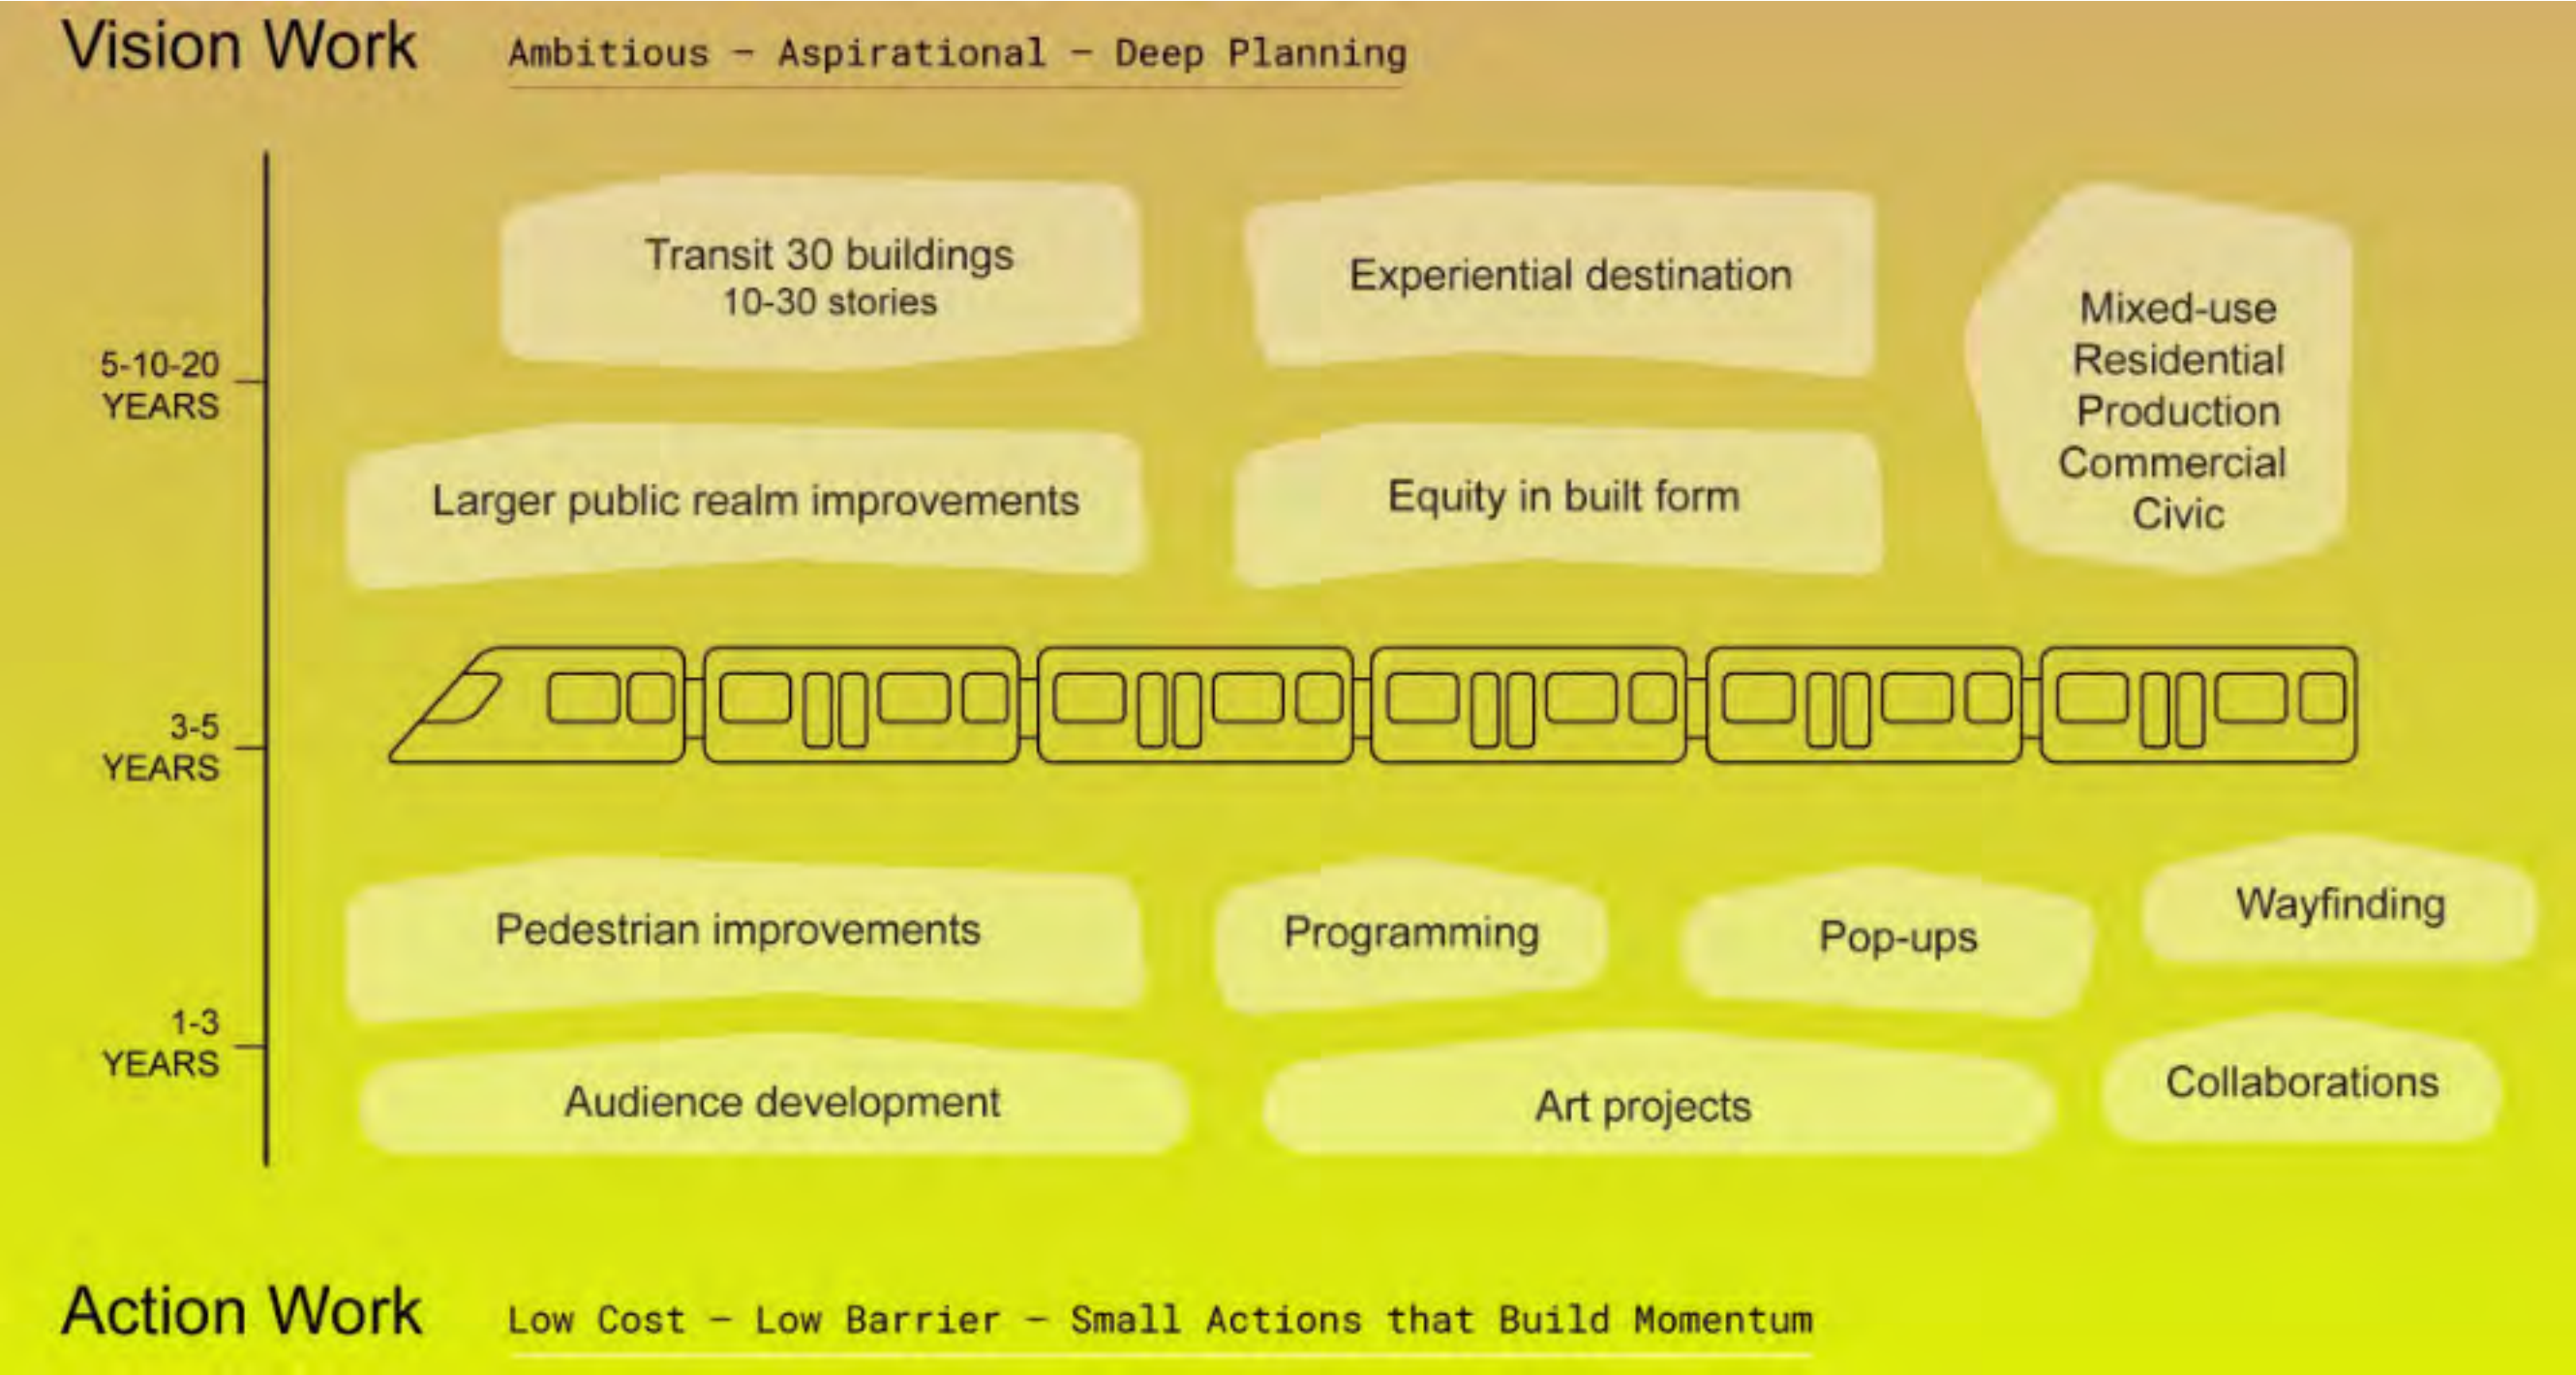 Vision Work
Ambitious – Aspirational – Deep Planning
Transit 30 buildings
10-30 stories
Experiential destination
Mixed-use
Residential
Production
Commercial
Civic
5-10-20
YEARS
Larger public realm improvements
Equity in built form
3-5
YEARS
Pedestrian improvements
Programming
Pop-ups
Wayfinding
1-3
YEARS
Audience development
Art projects
Collaborations
Action Work
Low Cost – Low Barrier – Small Actions that Build Momentum